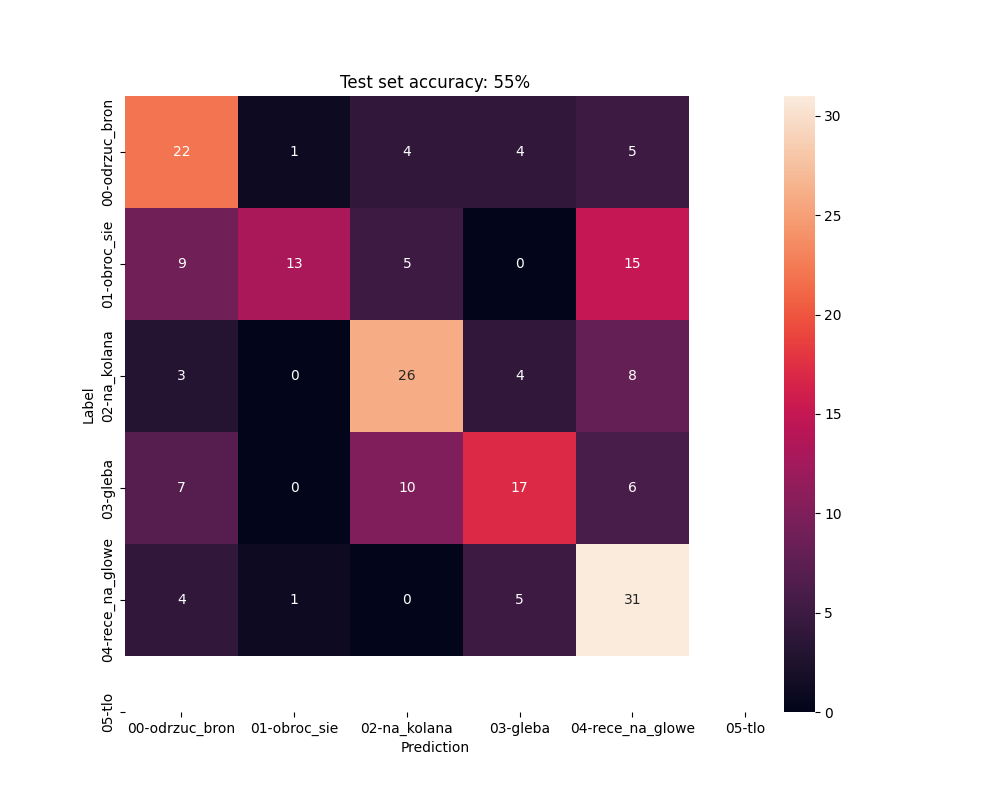 Test set accuracy: 55%
00-odrzuc_bron
22 1 4 4 5
01-obroc_sie
9 13 5 0 15
02-na_kolana
3 0 26 4 8
03-gleba
7 0 10 17 6
04-rece_na_glowe
4 1 0 5 31
05-tlo
Label
00-odrzuc_bron 01-obroc_sie 02-na_kolana 03-gleba 04-rece_na_glowe 05-tlo
Prediction
30
25
20
15
10
5
0